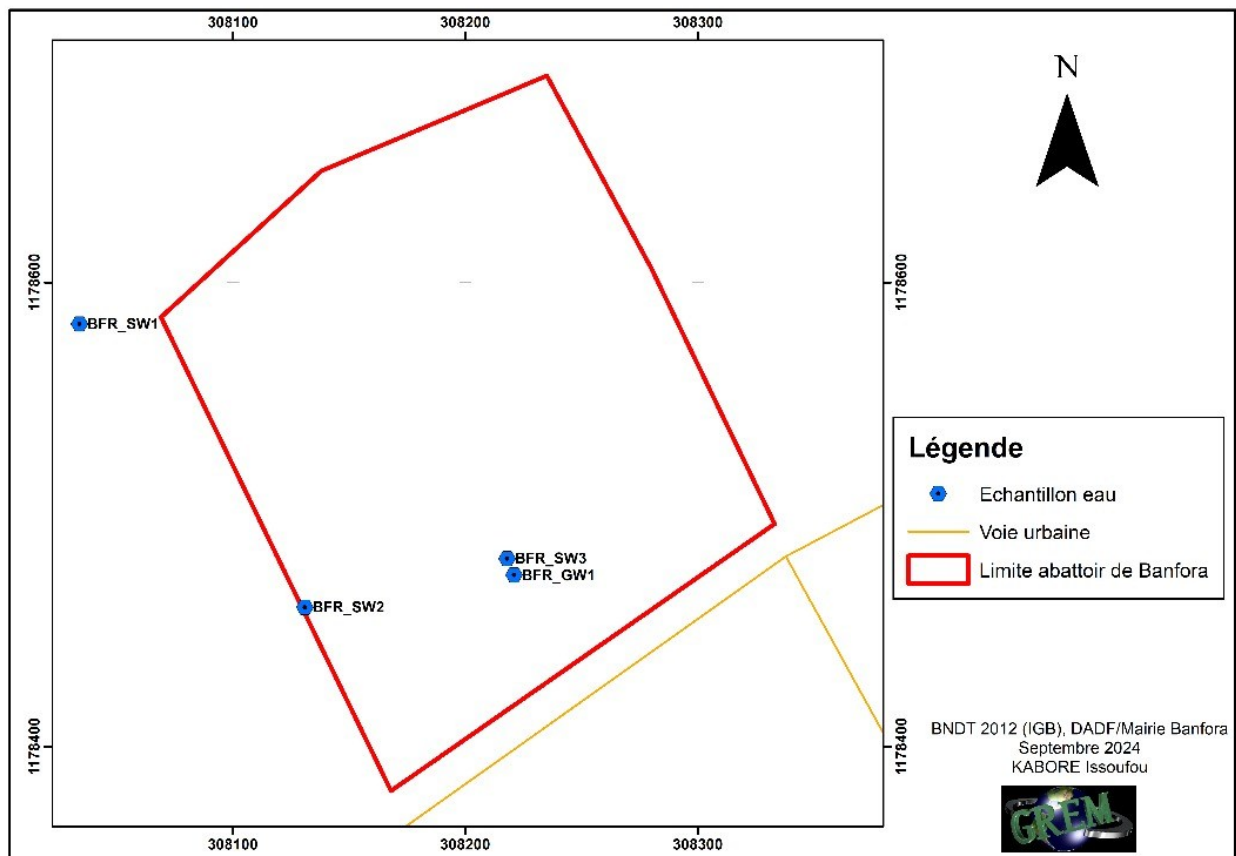 308100 308200 308300
N
1178600 1178600
BFR_SW1
BFR_SW3
BFR_GW1
BFR_SW2
Légende
Echantillon eau
Voie urbaine
Limite abattoir de Banfora
1178400 1178400
BNDT 2012 (IGB), DADF/Mairie Banfora
Septembre 2024
KABORE Issoufou
GREM
308100 308200 308300